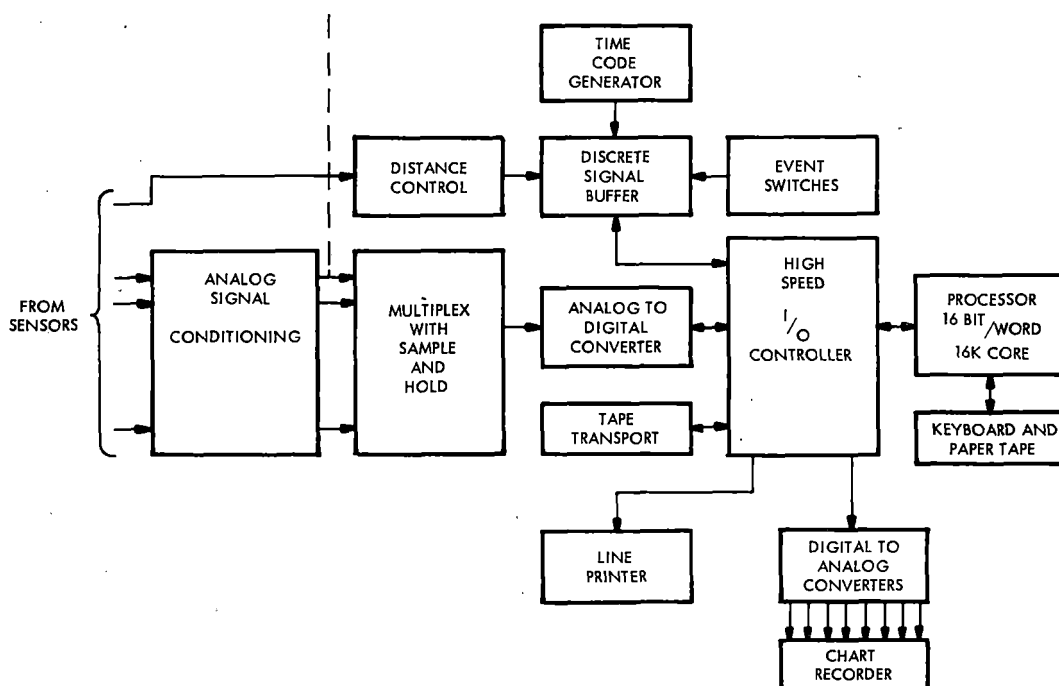 TIME
CODE
GENERATOR
DISTANCE
CONTROL
DISCRETE
SIGNAL
BUFFER
EVENT
SWITCHES
FROM
SENSORS
ANALOG
SIGNAL
CONDITIONING
MULTIPLEX
WITH
SAMPLE
AND
HOLD
ANALOG TO
DIGITAL
CONVERTER
TAPE
TRANSPORT
HIGH
SPEED
I/O
CONTROLLER
PROCESSOR
16 BIT/WORD
16K CORE
KEYBOARD AND
PAPER TAPE
LINE
PRINTER
DIGITAL TO
ANALOG
CONVERTERS
CHART
RECORDER